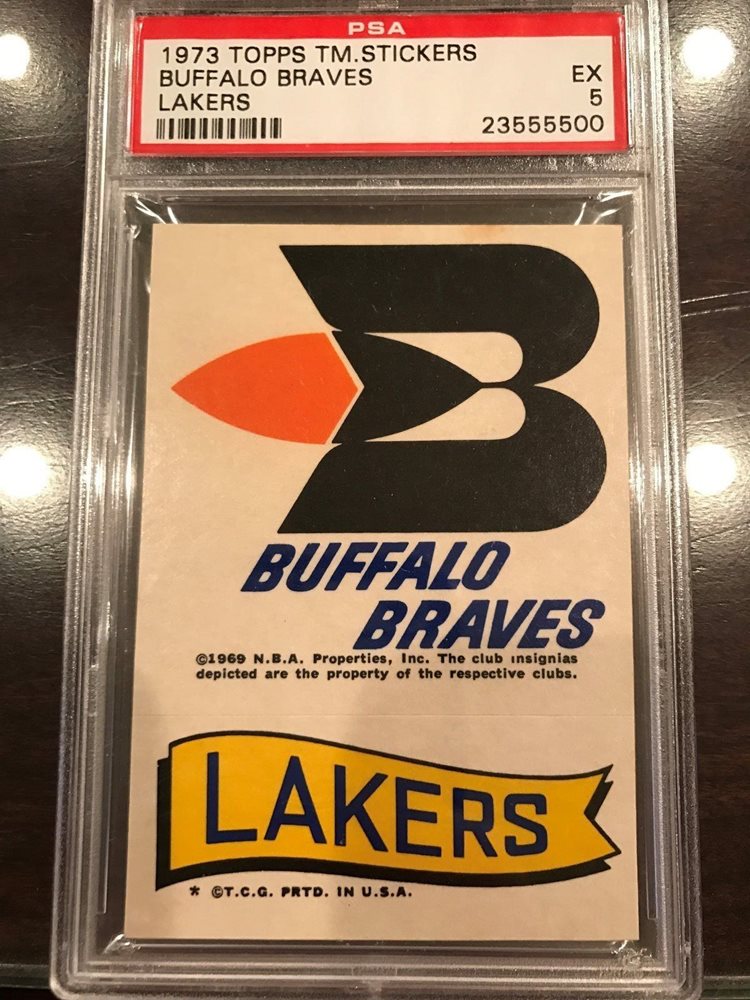 PSA
1973 TOPPS TM.STICKERS
BUFFALO BRAVES EX
LAKERS 5
23555500
B
BUFFALO
BRAVES
©1969 N.B.A. Properties, Inc. The club insignias
depicted are the property of the respective clubs.
LAKERS
* ©T.C.G. PRTD. IN U.S.A.